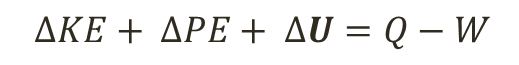 ΔKE + ΔPE + ΔU = Q − W